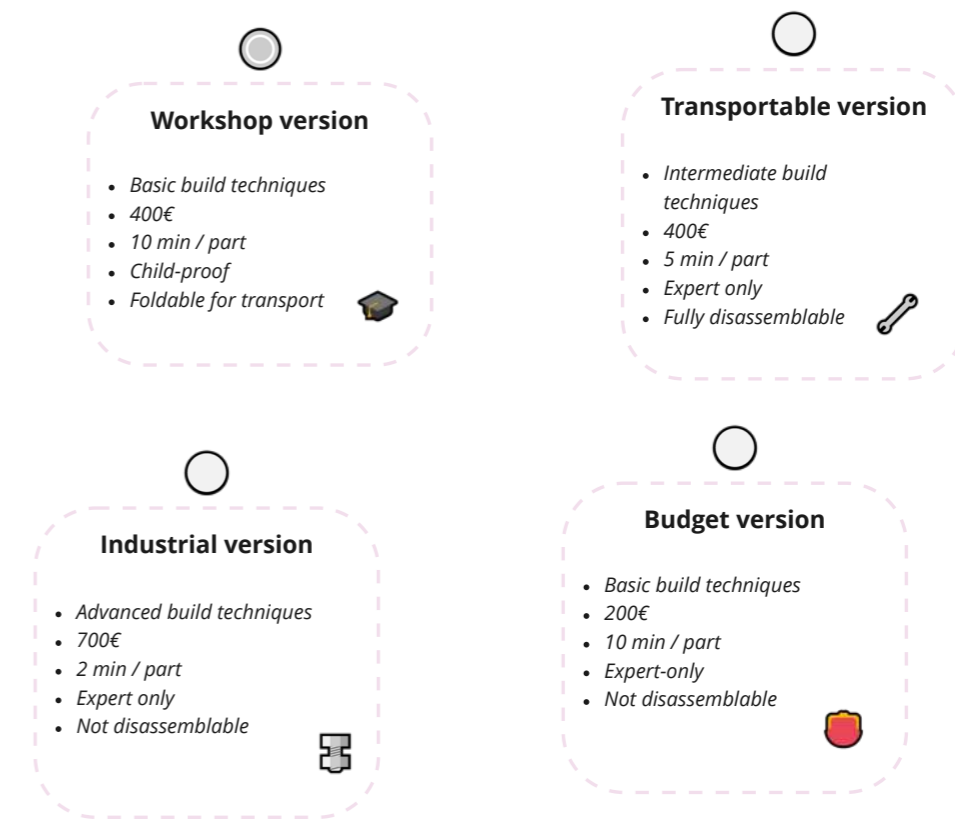 Workshop version
• Basic build techniques
• 400€
• 10 min / part
• Child-proof
• Foldable for transport
Transportable version
• Intermediate build
techniques
• 400€
• 5 min / part
• Expert only
• Fully disassemblable
Industrial version
• Advanced build techniques
• 700€
• 2 min / part
• Expert only
• Not disassemblable
Budget version
• Basic build techniques
• 200€
• 10 min / part
• Expert-only
• Not disassemblable